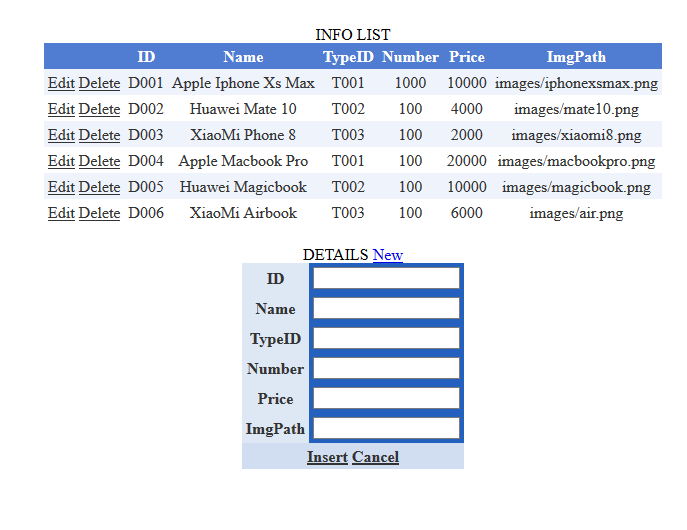 INFO LIST
ID Name TypeID Number Price ImgPath
Edit Delete D001 Apple Iphone Xs Max T001 1000 10000 images/iphonexsmax.png
Edit Delete D002 Huawei Mate 10 T002 100 4000 images/mate10.png
Edit Delete D003 XiaoMi Phone 8 T003 100 2000 images/xiaomi8.png
Edit Delete D004 Apple Macbook Pro T001 100 20000 images/macbookpro.png
Edit Delete D005 Huawei Magicbook T002 100 10000 images/magicbook.png
Edit Delete D006 XiaoMi Airbook T003 100 6000 images/air.png
DETAILS New
ID
Name
TypeID
Number
Price
ImgPath
Insert Cancel